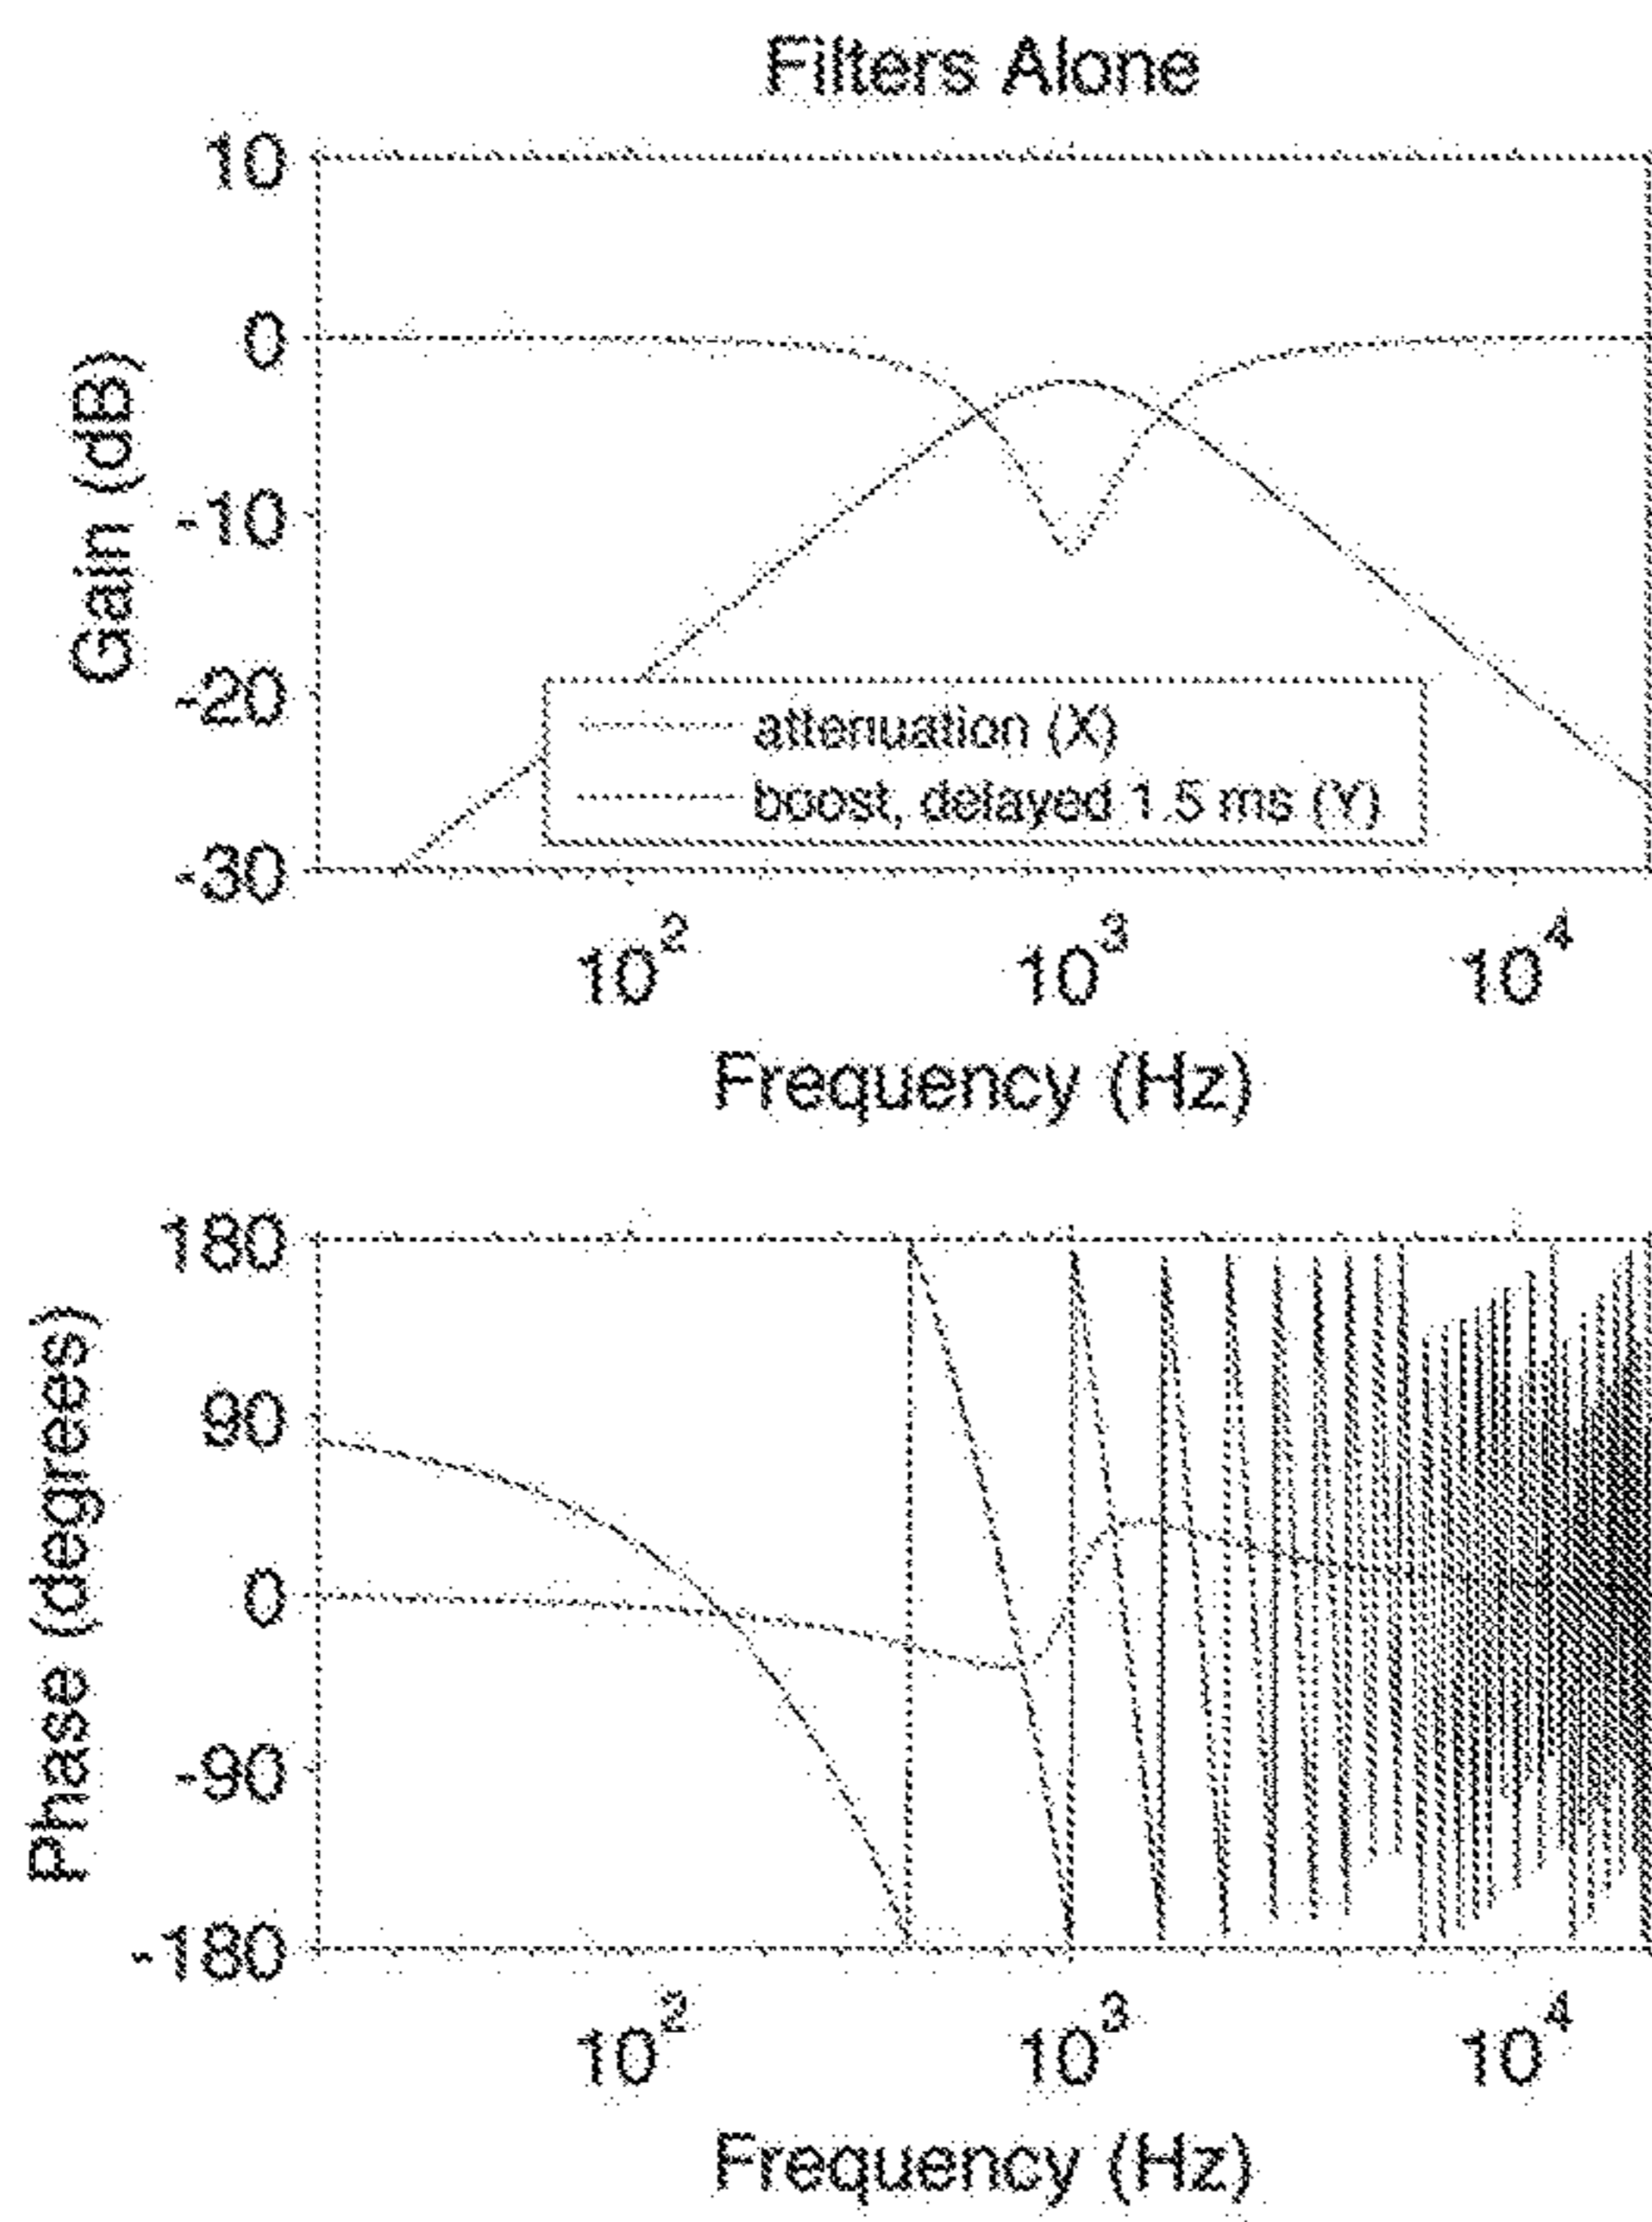 Filters Alone
10
0
-10
-20
-30
Gain (dB)
attenuation (X)
boost, delayed 1.5 ms (Y)
10^2 10^3 10^4
Frequency (Hz)
180
90
0
-90
-180
Phase (degrees)
10^2 10^3 10^4
Frequency (Hz)